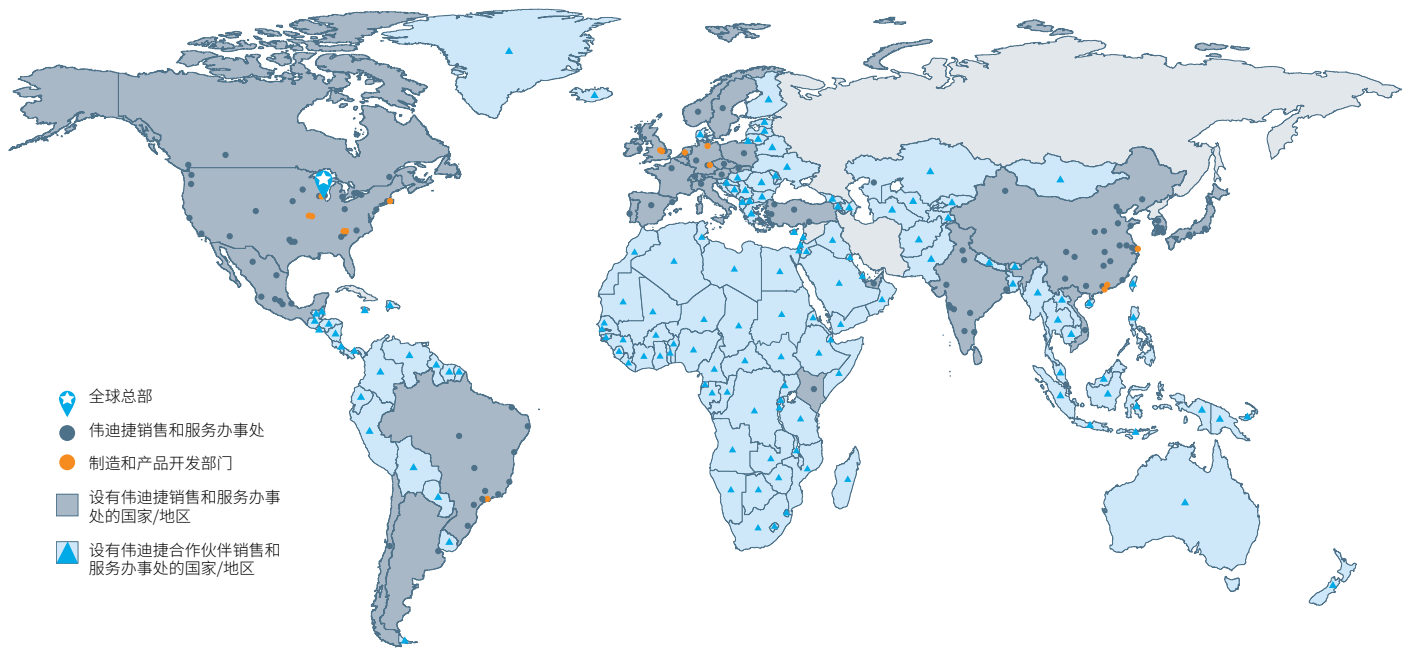 全球总部
伟迪捷销售和服务办事处
制造和产品开发部门
设有伟迪捷销售和服务办事
处的国家/地区
设有伟迪捷合作伙伴销售和
服务办事处的国家/地区